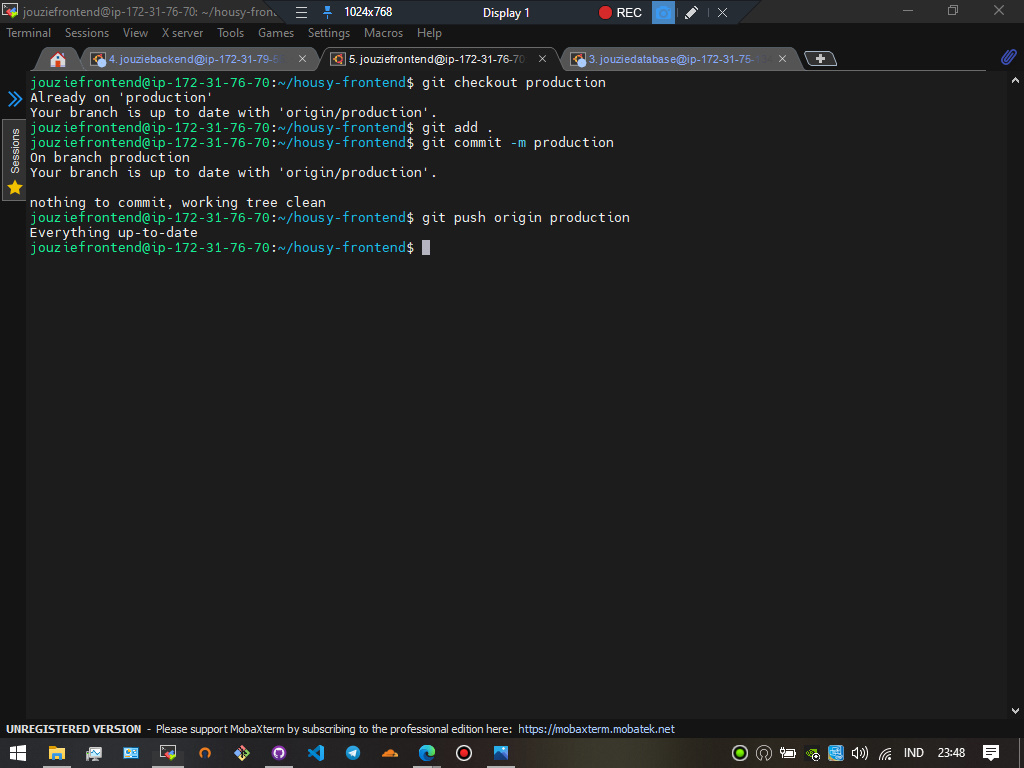 jouziefrontend@ip-172-31-76-70: ~/housy-front
1024x768
Display 1
REC
Terminal Sessions View X server Tools Games Settings Macros Help
4. jouziebackend@ip-172-31-79-
5. jouziefrontend@ip-172-31-76-70
3. jouziedatabase@ip-172-31-75-
Sessions
jouziefrontend@ip-172-31-76-70:~/housy-frontend$ git checkout production
Already on 'production'
Your branch is up to date with 'origin/production'.
jouziefrontend@ip-172-31-76-70:~/housy-frontend$ git add .
jouziefrontend@ip-172-31-76-70:~/housy-frontend$ git commit -m production
On branch production
Your branch is up to date with 'origin/production'.
nothing to commit, working tree clean
jouziefrontend@ip-172-31-76-70:~/housy-frontend$ git push origin production
Everything up-to-date
jouziefrontend@ip-172-31-76-70:~/housy-frontend$
UNREGISTERED VERSION - Please support MobaXterm by subscribing to the professional edition here: https://mobaxterm.mobatek.net
IND 23:48